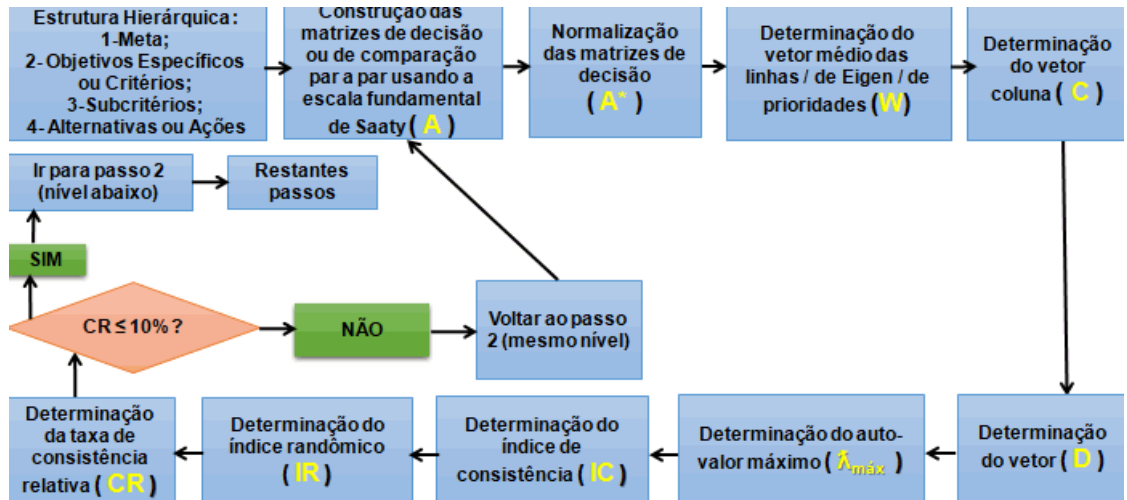 Estrutura Hierárquica :
1-Meta;
2- Objetivos Específicos
ou Critérios;
3-Subcritérios;
4- Alternativas ou Ações
Construção das
matrizes de decisão
ou de comparação
par a par usando a
escala fundamental
de Saaty ( A )
Normalização
das matrizes de
decisão
( A* )
Determinação do
vetor médio das
linhas / de Eigen / de
prioridades (W)
Determinação
do vetor
coluna ( C )
Ir para passo 2
(nível abaixo)
Restantes
passos
SIM
CR ≤ 10% ?
NÃO
Voltar ao passo
2 (mesmo nível)
Determinação
da taxa de
consistência
relativa ( CR )
Determinação do
índice randômico
( IR )
Determinação do
índice de
consistência ( IC )
Determinação do auto-
valor máximo ( λmáx )
Determinação
do vetor ( D )